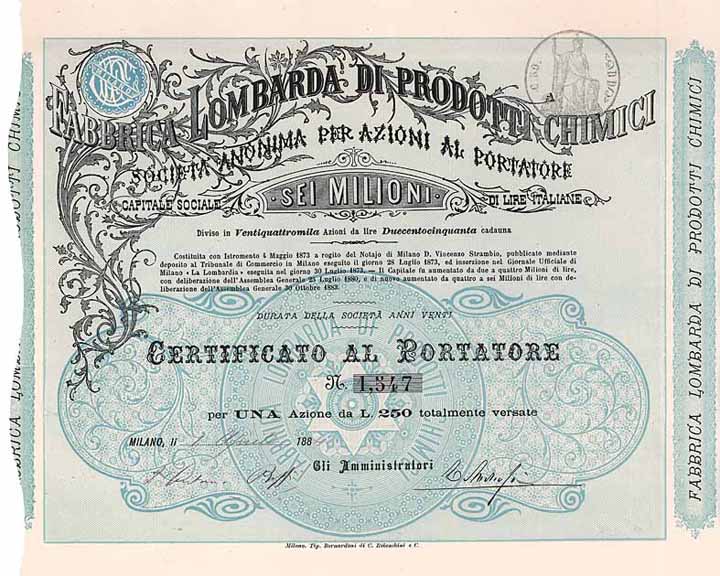 FABBRICA LOMBARDA DI PRODOTTI CHIMICI
SOCIETÀ ANONIMA PER AZIONI AL PORTATORE
CAPITALE SOCIALE · SEI MILIONI · DI LIRE ITALIANE
Diviso in Ventiquattromila Azioni da lire Duecentocinquanta cadauna
Costituita con Istromento 4 Maggio 1873 a rogito del Notajo di Milano D. Vincenzo Strambio, pubblicato mediante
deposito al Tribunale di Commercio in Milano eseguito il giorno 28 Luglio 1873, ed inserzione nel Giornale Ufficiale di
Milano « La Lombardia » eseguita nel giorno 30 Luglio 1873. — Il Capitale fu aumentato da due a quattro Milioni di lire,
con deliberazione dell'Assemblea Generale 25 Luglio 1880, e di nuovo aumentato da quattro a sei Milioni di lire con de-
liberazione dell'Assemblea Generale 30 Ottobre 1883.
DURATA DELLA SOCIETÀ ANNI VENTI
CERTIFICATO AL PORTATORE
N. 1,347
per UNA Azione da L. 250 totalmente versate
MILANO, li 1 Aprile 188
Gli Amministratori
Milano. Tip. Bernardoni di C. Rebeschini e C.
FABBRICA LOMBARDA DI PRODOTTI CHIMICI